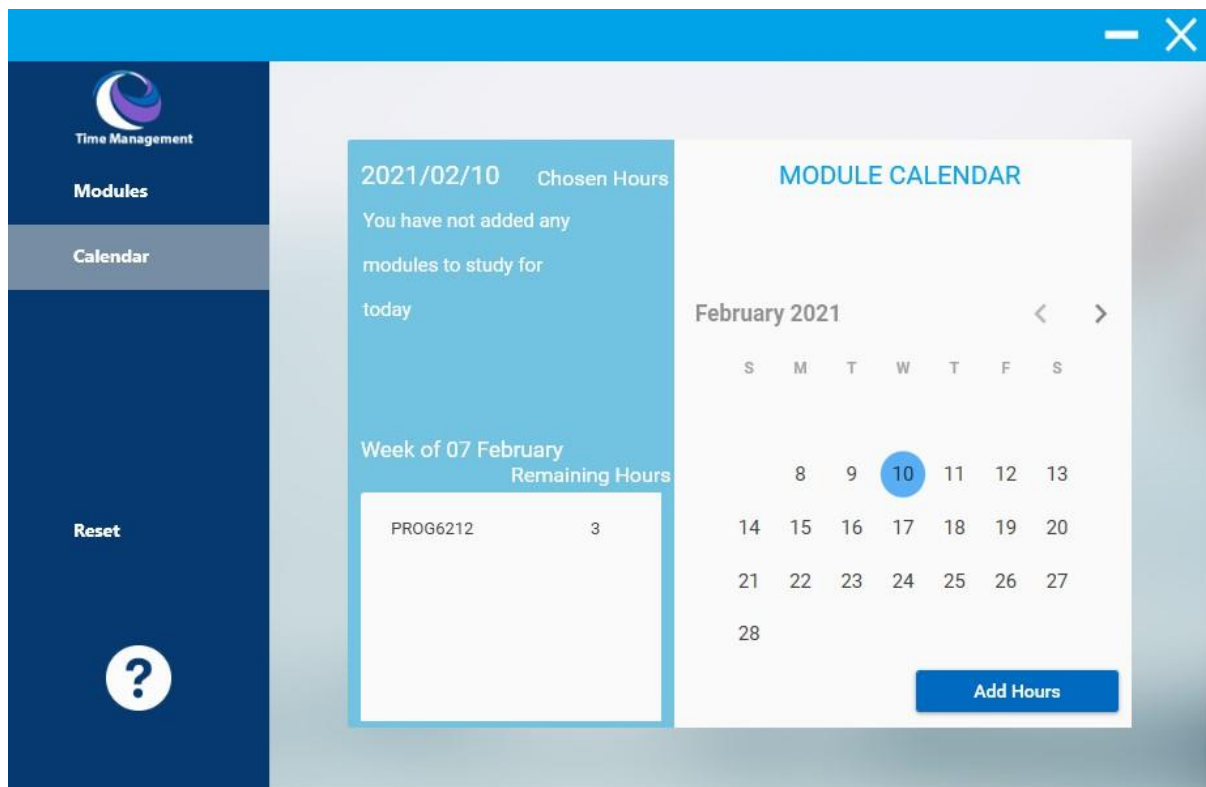 Time Management
Modules
Calendar
Reset
?
2021/02/10 Chosen Hours
You have not added any
modules to study for
today
Week of 07 February
Remaining Hours
PROG6212 3
MODULE CALENDAR
February 2021
S M T W T F S
8 9 10 11 12 13
14 15 16 17 18 19 20
21 22 23 24 25 26 27
28
Add Hours